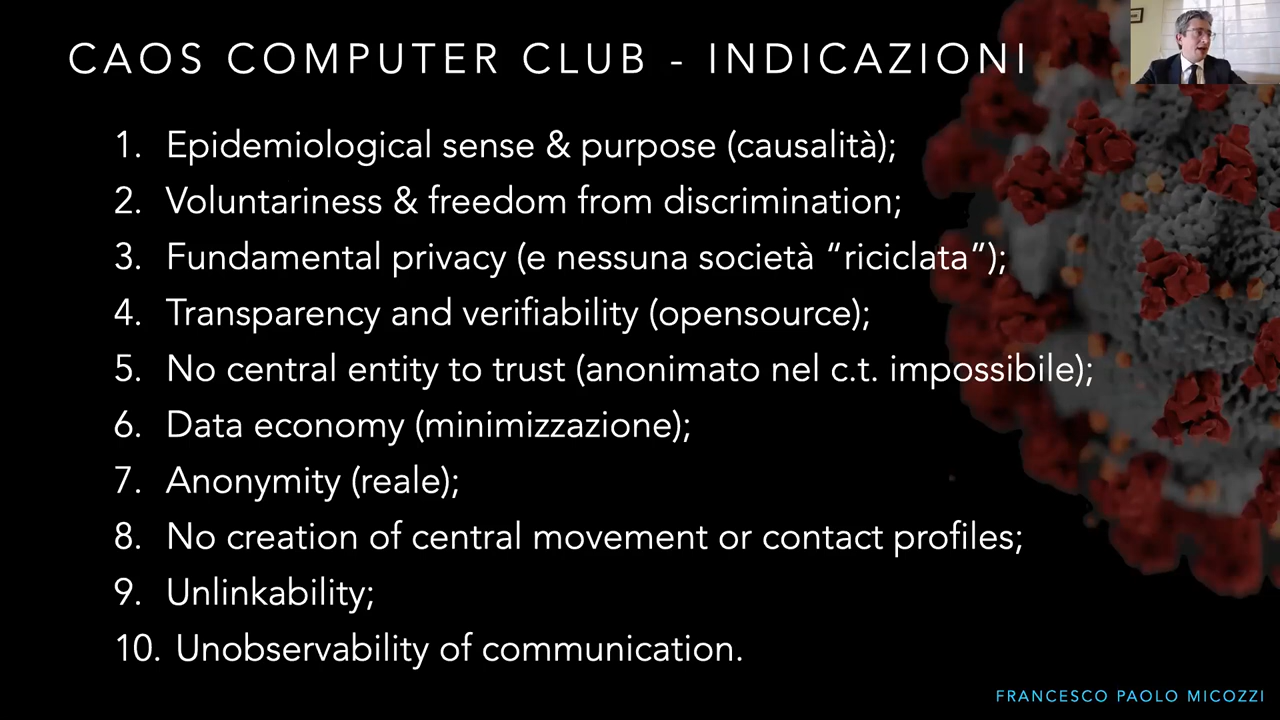 CAOS COMPUTER CLUB - INDICAZIONI
1. Epidemiological sense & purpose (causalità);
2. Voluntariness & freedom from discrimination;
3. Fundamental privacy (e nessuna società “riciclata”);
4. Transparency and verifiability (opensource);
5. No central entity to trust (anonimato nel c.t. impossibile);
6. Data economy (minimizzazione);
7. Anonymity (reale);
8. No creation of central movement or contact profiles;
9. Unlinkability;
10. Unobservability of communication.
FRANCESCO PAOLO MICOZZI